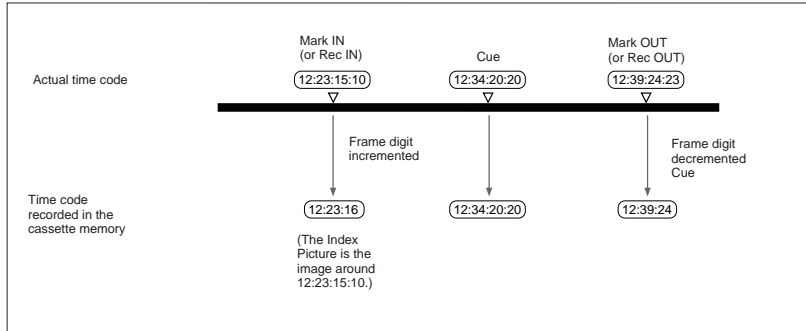 Mark IN
(or Rec IN)
Cue
Mark OUT
(or Rec OUT)
Actual time code
12:23:15:10
12:34:20:20
12:39:24:23
Frame digit
incremented
Frame digit
decremented
Cue
Time code
recorded in the
cassette memory
12:23:16
12:34:20:20
12:39:24
(The Index
Picture is the
image around
12:23:15:10.)